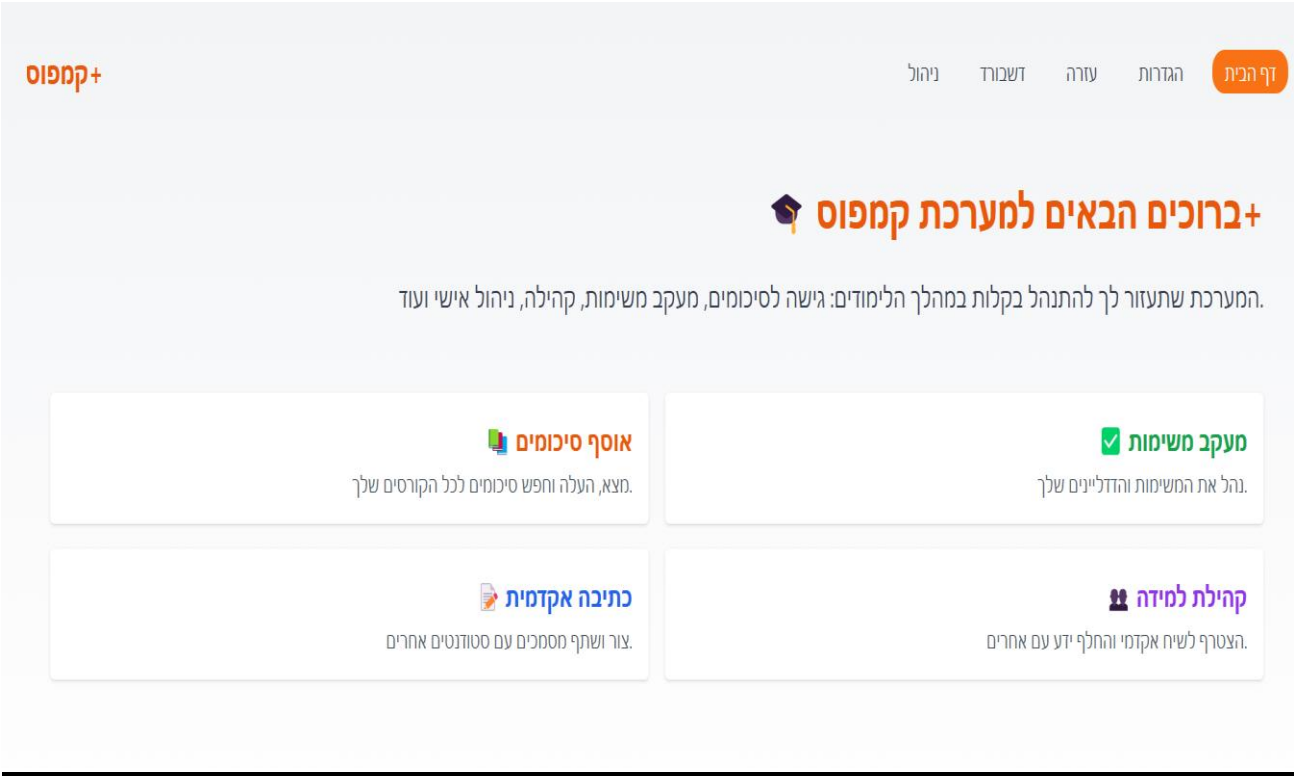 דף הבית
הגדרות
עזרה
דשבורד
ניהול
+קמפוס
+ברוכים הבאים למערכת קמפוס 🎓
.המערכת שתעזור לך להתנהל בקלות במהלך הלימודים: גישה לסיכומים, מעקב משימות, קהילה, ניהול אישי ועוד
מעקב משימות ✅
.נהל את המשימות והדדליינים שלך
אוסף סיכומים 📚
.מצא, העלה וחפש סיכומים לכל הקורסים שלך
קהילת למידה 👥
.הצטרף לשיח אקדמי והחלף ידע עם אחרים
כתיבה אקדמית 📝
.צור ושתף מסמכים עם סטודנטים אחרים